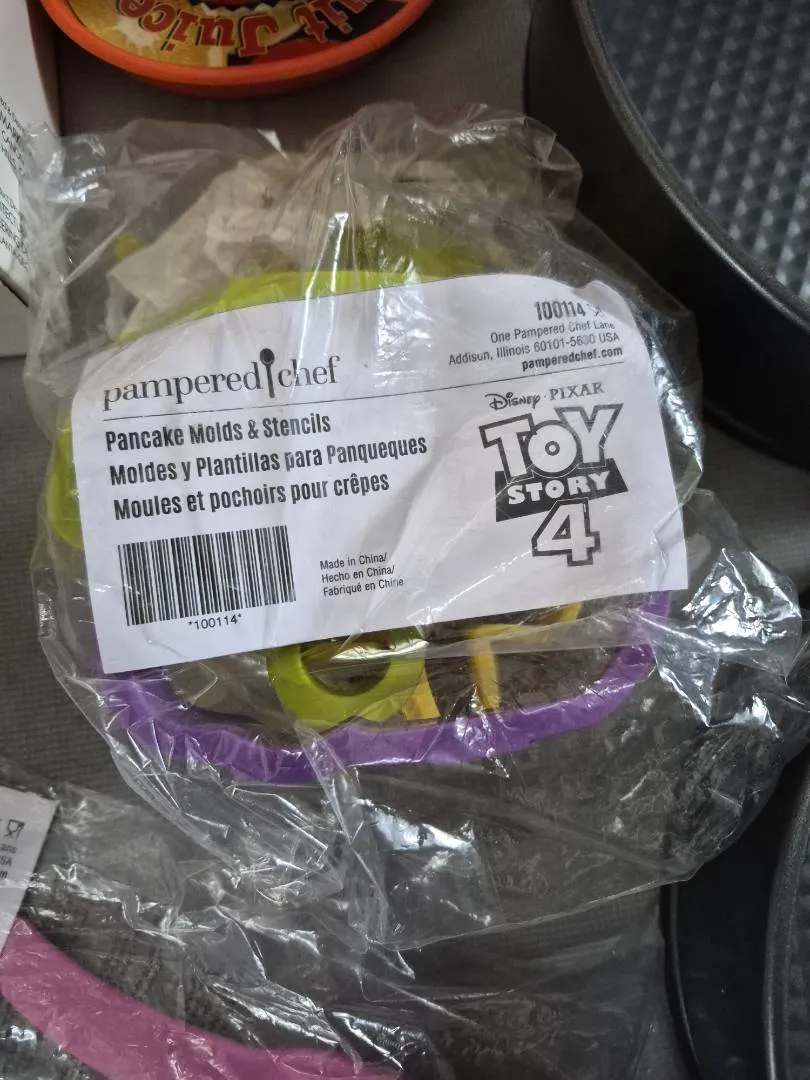 Fruit Juice
100114
One Pampered Chef Lane
Addison, Illinois 60101-5630 USA
pamperedchef.com
pampered chef
Pancake Molds & Stencils
Moldes y Plantillas para Panqueques
Moules et pochoirs pour crêpes
Disney · PIXAR
TOY
STORY
4
Made in China/
Hecho en China/
Fabriqué en Chine
*100114*